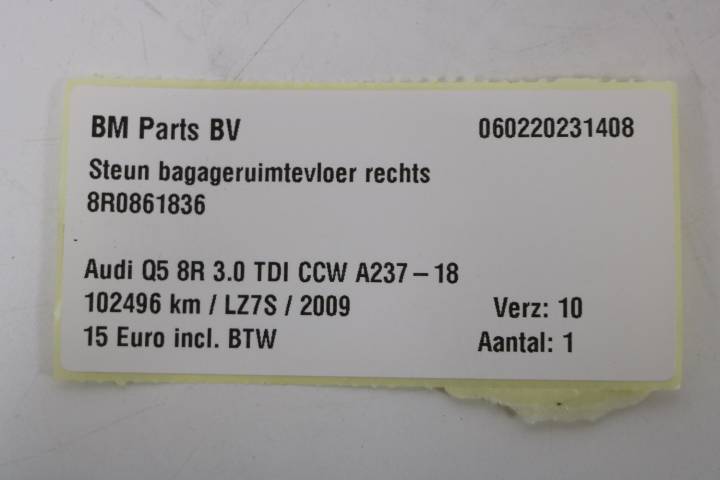 BM Parts BV 060220231408
Steun bagageruimtevloer rechts
8R0861836
Audi Q5 8R 3.0 TDI CCW A237-18
102496 km / LZ7S / 2009 Verz: 10
15 Euro incl. BTW Aantal: 1